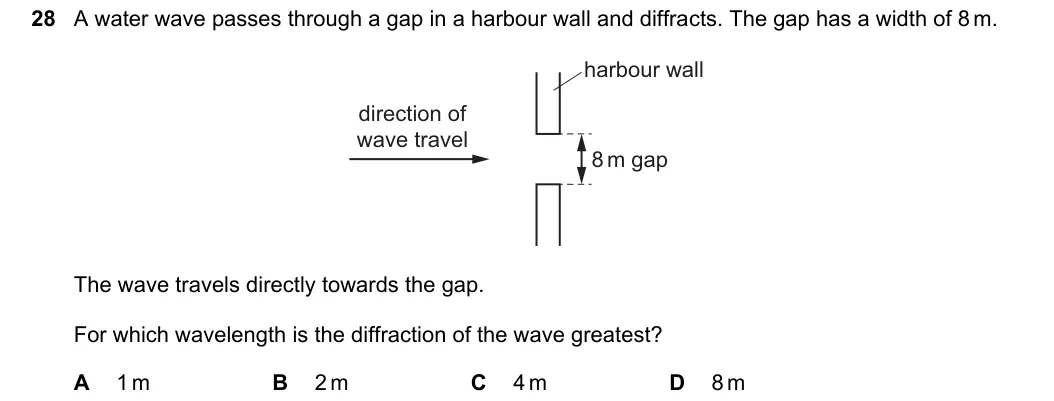 28 A water wave passes through a gap in a harbour wall and diffracts. The gap has a width of 8 m.
harbour wall
direction of
wave travel
8 m gap
The wave travels directly towards the gap.
For which wavelength is the diffraction of the wave greatest?
A 1 m B 2 m C 4 m D 8 m